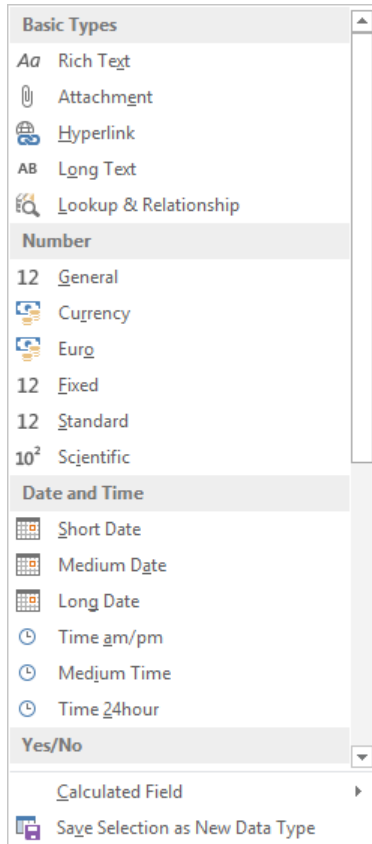 Basic Types
Aa Rich Text
Attachment
Hyperlink
AB Long Text
Lookup & Relationship
Number
12 General
Currency
Euro
12 Fixed
12 Standard
10² Scientific
Date and Time
Short Date
Medium Date
Long Date
Time am/pm
Medium Time
Time 24hour
Yes/No
Calculated Field
Save Selection as New Data Type